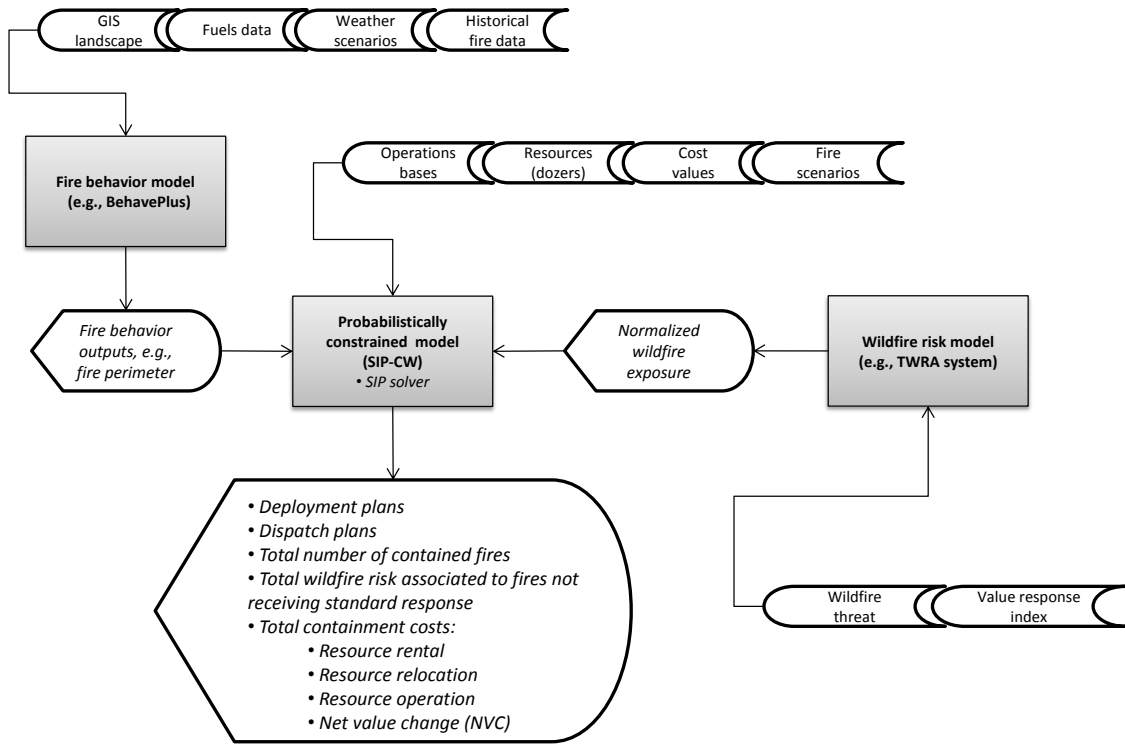 GIS
landscape
Fuels data
Weather
scenarios
Historical
fire data
Operations
bases
Resources
(dozers)
Cost
values
Fire
scenarios
Fire behavior model
(e.g., BehavePlus)
Fire behavior
outputs, e.g.,
fire perimeter
Probabilistically
constrained model
(SIP-CW)
• SIP solver
Normalized
wildfire
exposure
Wildfire risk model
(e.g., TWRA system)
• Deployment plans
• Dispatch plans
• Total number of contained fires
• Total wildfire risk associated to fires not
receiving standard response
• Total containment costs:
• Resource rental
• Resource relocation
• Resource operation
• Net value change (NVC)
Wildfire
threat
Value response
index